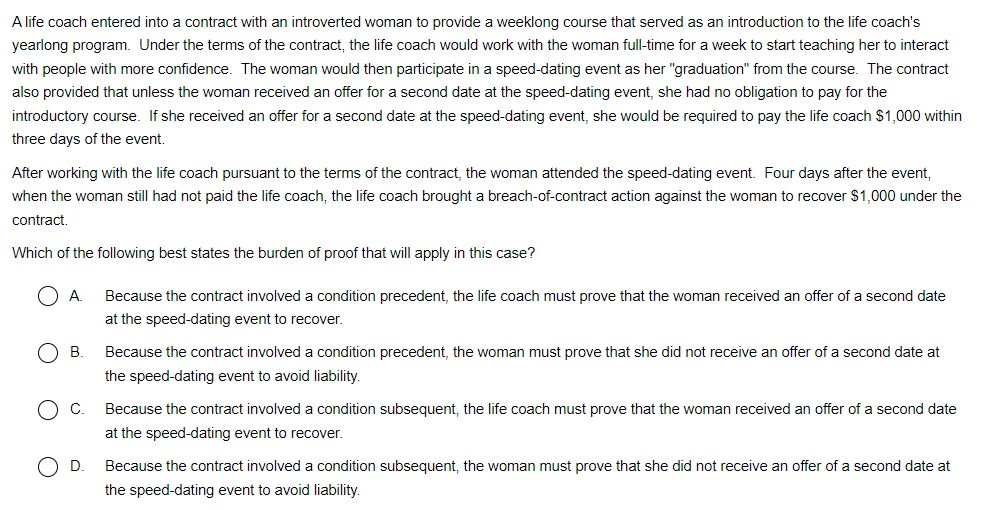 A life coach entered into a contract with an introverted woman to provide a weeklong course that served as an introduction to the life coach's
yearlong program. Under the terms of the contract, the life coach would work with the woman full-time for a week to start teaching her to interact
with people with more confidence. The woman would then participate in a speed-dating event as her "graduation" from the course. The contract
also provided that unless the woman received an offer for a second date at the speed-dating event, she had no obligation to pay for the
introductory course. If she received an offer for a second date at the speed-dating event, she would be required to pay the life coach $1,000 within
three days of the event.
After working with the life coach pursuant to the terms of the contract, the woman attended the speed-dating event. Four days after the event,
when the woman still had not paid the life coach, the life coach brought a breach-of-contract action against the woman to recover $1,000 under the
contract.
Which of the following best states the burden of proof that will apply in this case?
A. Because the contract involved a condition precedent, the life coach must prove that the woman received an offer of a second date
at the speed-dating event to recover.
B. Because the contract involved a condition precedent, the woman must prove that she did not receive an offer of a second date at
the speed-dating event to avoid liability.
C. Because the contract involved a condition subsequent, the life coach must prove that the woman received an offer of a second date
at the speed-dating event to recover.
D. Because the contract involved a condition subsequent, the woman must prove that she did not receive an offer of a second date at
the speed-dating event to avoid liability.